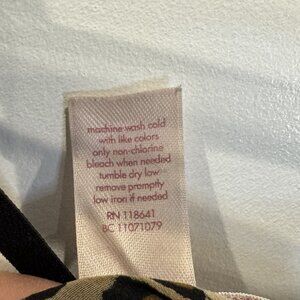 machine wash cold
with like colors
only non-chlorine
bleach when needed
tumble dry low
remove promptly
low iron if needed
RN 118641
BC 11071079